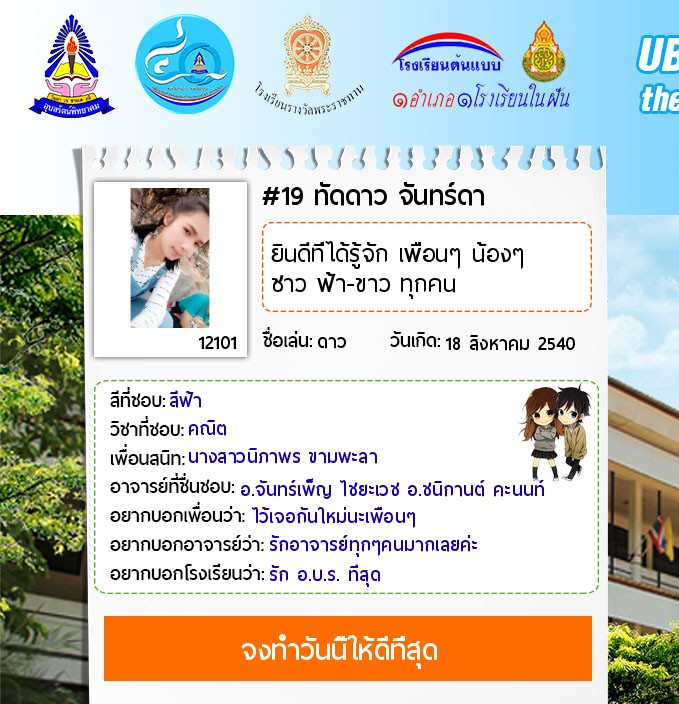 อุบลรัตน์พิทยาคม
โรงเรียนรางวัลพระราชทาน
โรงเรียนต้นแบบ
๑อำเภอ๑โรงเรียนในฝัน
UB
the
#19 ทัดดาว จันทร์ดา
ยินดีที่ได้รู้จัก เพื่อนๆ น้องๆ
ชาว ฟ้า-ขาว ทุกคน
12101
ชื่อเล่น: ดาว วันเกิด: 18 สิงหาคม 2540
สีที่ชอบ: สีฟ้า
วิชาที่ชอบ: คณิต
เพื่อนสนิท: นางสาวนิภาพร ขามพะลา
อาจารย์ที่ชื่นชอบ: อ.จันทร์เพ็ญ ไชยะเวช อ.ชนิกานต์ คะนนท์
อยากบอกเพื่อนว่า: ไว้เจอกันใหม่นะเพื่อนๆ
อยากบอกอาจารย์ว่า: รักอาจารย์ทุกๆคนมากเลยค่ะ
อยากบอกโรงเรียนว่า: รัก อ.บ.ร. ที่สุด
จงทำวันนี้ให้ดีที่สุด